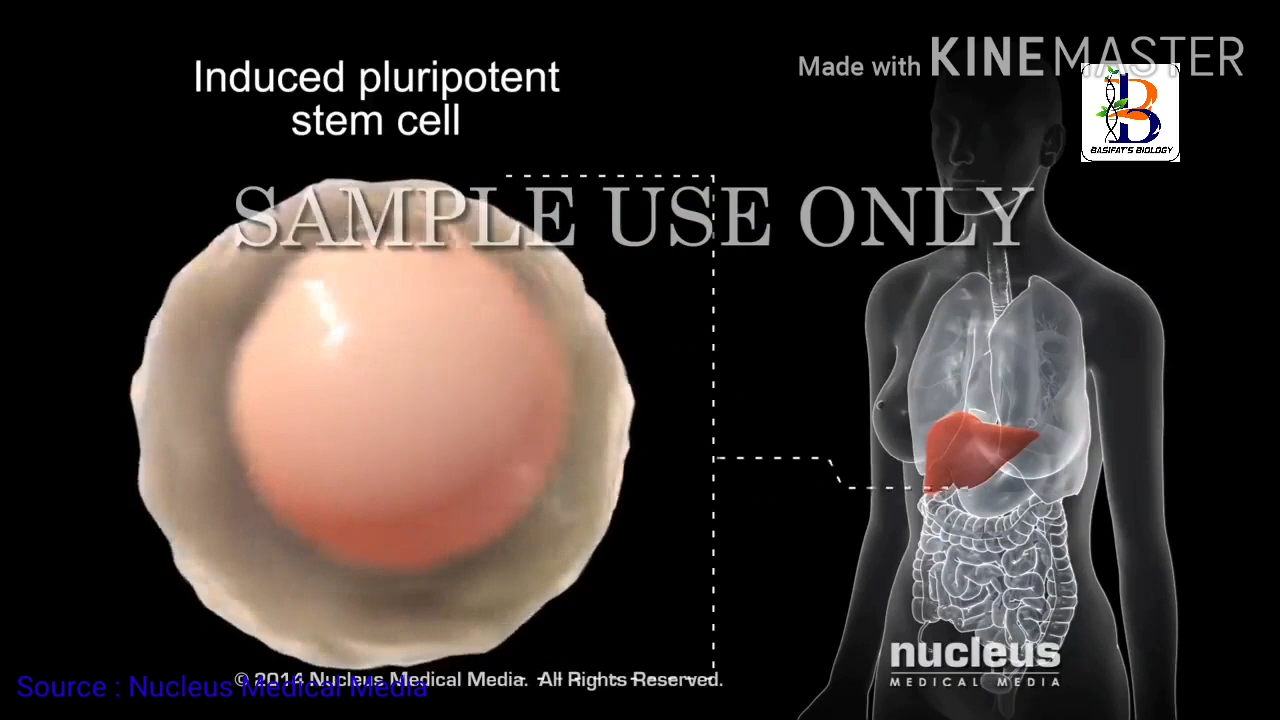 Induced pluripotent
stem cell
Made with KINEMASTER
BASIFAT'S BIOLOGY
SAMPLE USE ONLY
nucleus
MEDICAL MEDIA
Source : Nucleus Medical Media
© 2016 Nucleus Medical Media. All Rights Reserved.